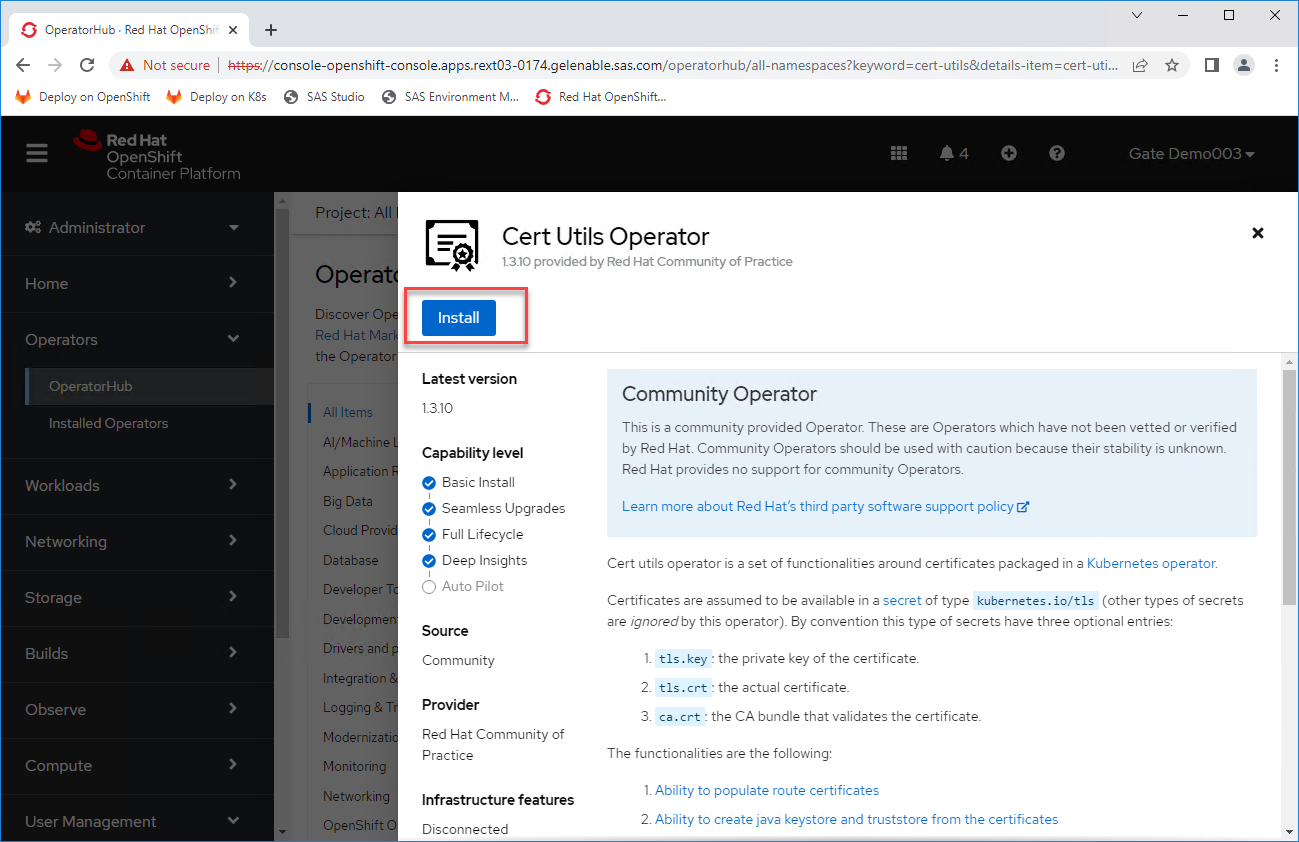 OperatorHub · Red Hat OpenShi
Not secure
https://console-openshift-console.apps.rext03-0174.gelenable.sas.com/operatorhub/all-namespaces?keyword=cert-utils&details-item=cert-uti...
Deploy on OpenShift
Deploy on K8s
SAS Studio
SAS Environment M...
Red Hat OpenShift...
Red Hat
OpenShift
Container Platform
4
Gate Demo003
Administrator
Home
Operators
OperatorHub
Installed Operators
Workloads
Networking
Storage
Builds
Observe
Compute
User Management
Project: All
Operato
Discover Ope
Red Hat Mark
the Operator
All Items
AI/Machine L
Application R
Big Data
Cloud Provid
Database
Developer To
Developmen
Drivers and p
Integration &
Logging & Tr
Modernizatio
Monitoring
Networking
OpenShift O
Cert Utils Operator
1.3.10 provided by Red Hat Community of Practice
Install
Latest version
1.3.10
Capability level
Basic Install
Seamless Upgrades
Full Lifecycle
Deep Insights
Auto Pilot
Source
Community
Provider
Red Hat Community of
Practice
Infrastructure features
Disconnected
Community Operator
This is a community provided Operator. These are Operators which have not been vetted or verified
by Red Hat. Community Operators should be used with caution because their stability is unknown.
Red Hat provides no support for community Operators.
Learn more about Red Hat's third party software support policy
Cert utils operator is a set of functionalities around certificates packaged in a Kubernetes operator.
Certificates are assumed to be available in a secret of type kubernetes.io/tls (other types of secrets
are ignored by this operator). By convention this type of secrets have three optional entries:
1. tls.key: the private key of the certificate.
2. tls.crt: the actual certificate.
3. ca.crt: the CA bundle that validates the certificate.
The functionalities are the following:
1. Ability to populate route certificates
2. Ability to create java keystore and truststore from the certificates